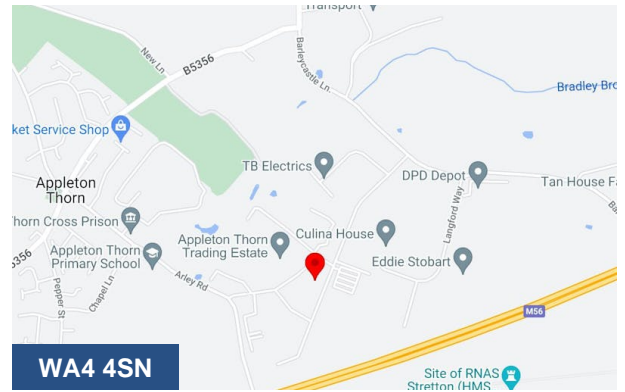 Transport
New Ln
B5356
Barleycastle Ln.
Bradley Bro
ket Service Shop
TB Electrics
DPD Depot
Tan House Fa
Appleton
Thorn
Langford Way
Ba
Thorn Cross Prison
Culina House
Appleton Thorn
Trading Estate
Appleton Thorn
Primary School
Eddie Stobart
5356
Arley Rd
Pepper St
Chapel Ln
M56
WA4 4SN
Site of RNAS
Stretton (HMS